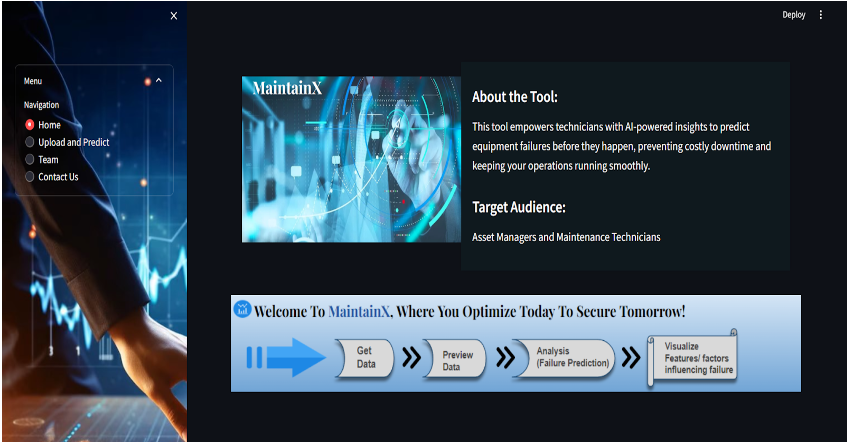 X
Deploy
Menu
Navigation
Home
Upload and Predict
Team
Contact Us
3 1
MaintainX
About the Tool:
This tool empowers technicians with AI-powered insights to predict
equipment failures before they happen, preventing costly downtime and
keeping your operations running smoothly.
Target Audience:
Asset Managers and Maintenance Technicians
Welcome To MaintainX, Where You Optimize Today To Secure Tomorrow!
Get
Data
Preview
Data
Analysis
(Failure Prediction)
Visualize
Features/ factors
influencing failure